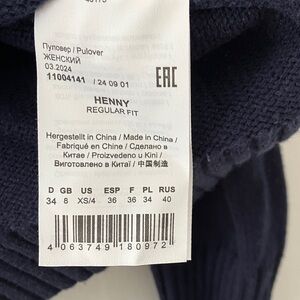 Пуловер / Pulover
ЖЕНСКИЙ
03.2024
11004141 / 24 09 01
EAC
HENNY
REGULAR FIT
Hergestellt in China / Made in China /
Fabriqué en Chine / Сделано в
Китае / Proizvedeno u Kini /
Виготовлено в Китаї / 中国制造
D GB US ESP F PL RUS
34 8 XS/4 36 36 34 40
4 063749 180972